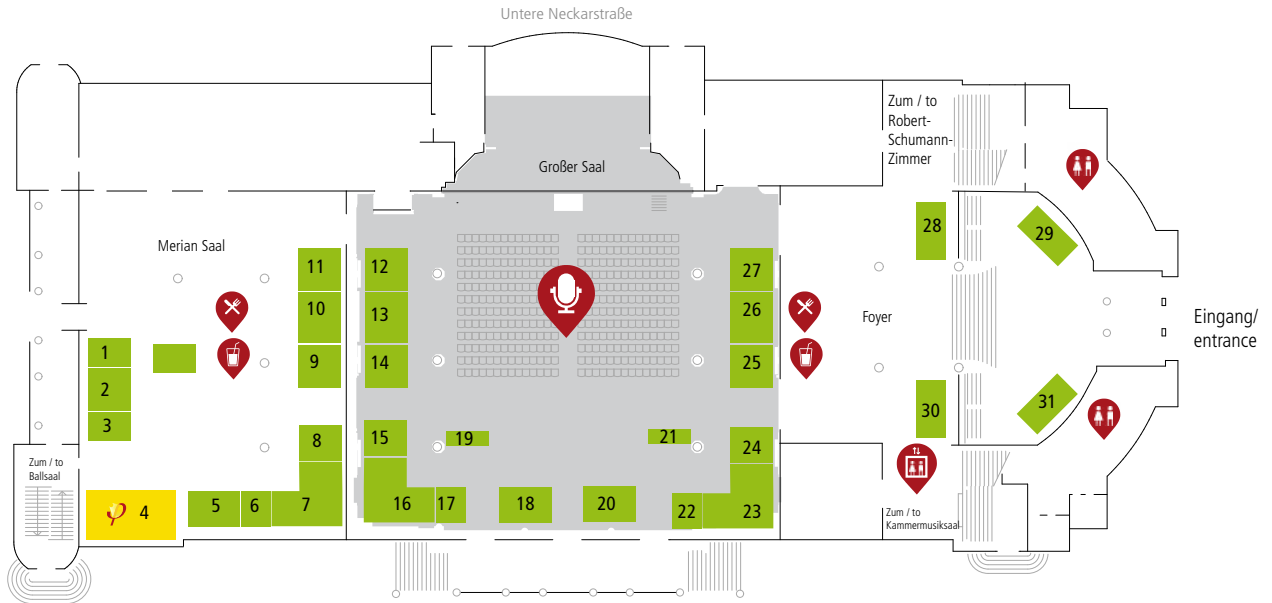 Untere Neckarstraße
Zum / to
Robert-
Schumann-
Zimmer
Großer Saal
Merian Saal
Foyer
Eingang/
entrance
28
29
11
12
27
10
13
26
1
9
14
25
2
3
30
31
8
15
19
21
24
Zum / to
Ballsaal
4
5
6
7
16
17
18
20
22
23
Zum / to
Kammermusiksaal